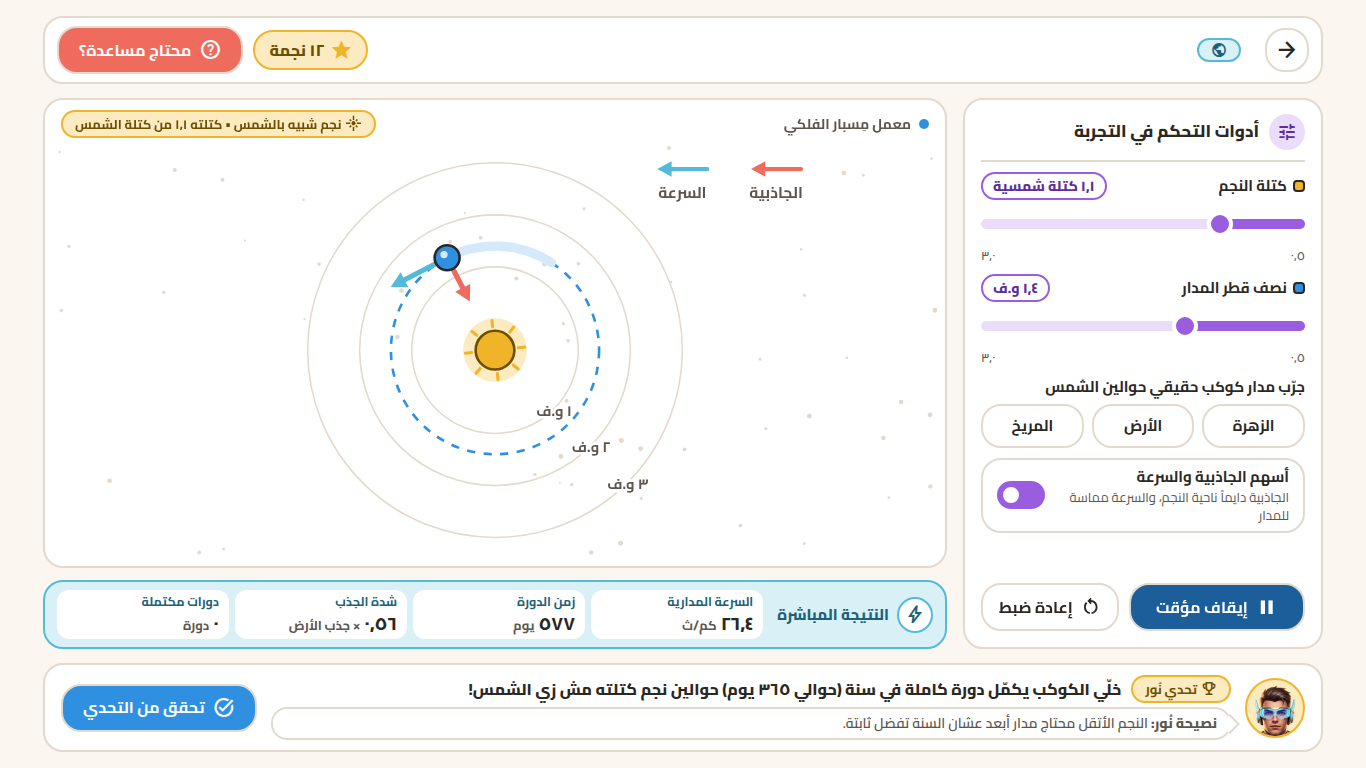 ١٢ نجمة
محتاج مساعدة؟
أدوات التحكم في التجربة
كتلة النجم
١,١ كتلة شمسية
٠,٥
٣,٠
نصف قطر المدار
١,٤ و.ف
٠,٥
٣,٠
جرّب مدار كوكب حقيقي حوالين الشمس
الزهرة
الأرض
المريخ
أسهم الجاذبية والسرعة
الجاذبية دايماً ناحية النجم، والسرعة مماسة
للمدار
إيقاف مؤقت
إعادة ضبط
معمل مِسبار الفلكي
نجم شبيه بالشمس • كتلته ١,١ من كتلة الشمس
الجاذبية
السرعة
١ و.ف
٢ و.ف
٣ و.ف
النتيجة المباشرة
السرعة المدارية
٢٦,٤ كم/ث
زمن الدورة
٥٧٧ يوم
شدة الجذب
٠,٥٦ × جذب الأرض
دورات مكتملة
٠ دورة
تحدي نُور
خلّي الكوكب يكمّل دورة كاملة في سنة (حوالي ٣٦٥ يوم) حوالين نجم كتلته مش زي الشمس!
نصيحة نُور: النجم الأتقل محتاج مدار أبعد عشان السنة تفضل ثابتة.
تحقق من التحدي